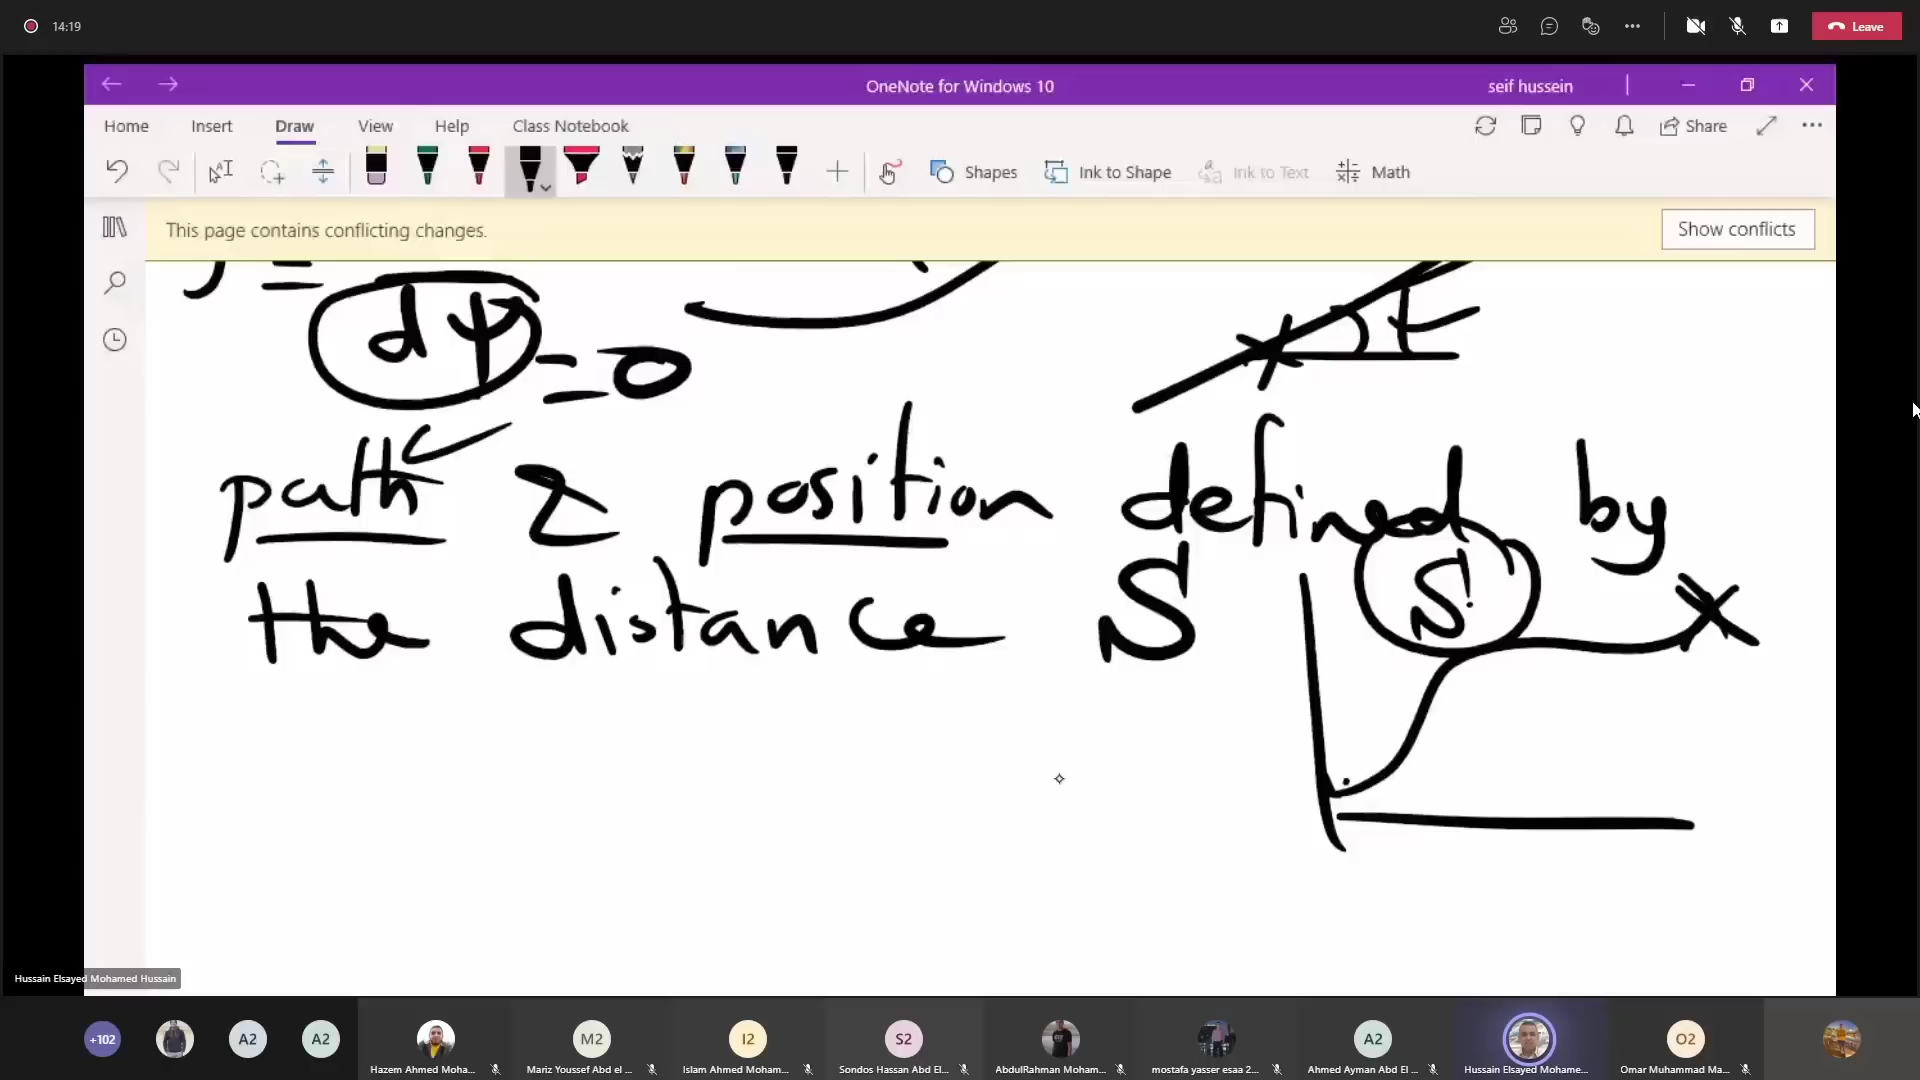 14:19
Leave
OneNote for Windows 10
seif hussein
Home Insert Draw View Help Class Notebook
Share
Shapes Ink to Shape Ink to Text Math
This page contains conflicting changes.
Show conflicts
dψ = 0
t
path & position defined by
the distance S
S
Hussain Elsayed Mohamed Hussain
+102 A2 A2 M2 I2 S2 A2 O2
Hazem Ahmed Moha... Mariz Youssef Abd el ... Islam Ahmed Moham... Sondos Hassan Abd El... AbdulRahman Moham... mostafa yasser esaa 2... Ahmed Ayman Abd El ... Hussain Elsayed Mohame... Omar Muhammad Ma...